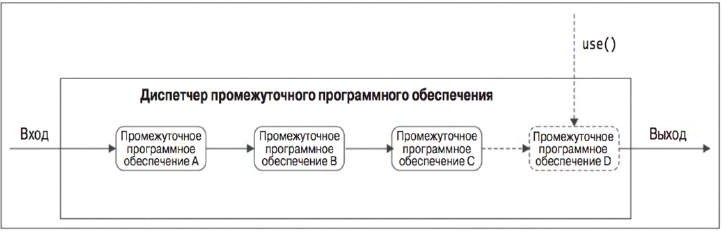 use()
Диспетчер промежуточного программного обеспечения
Вход
Промежуточное
программное
обеспечение A
Промежуточное
программное
обеспечение B
Промежуточное
программное
обеспечение C
Промежуточное
программное
обеспечение D
Выход